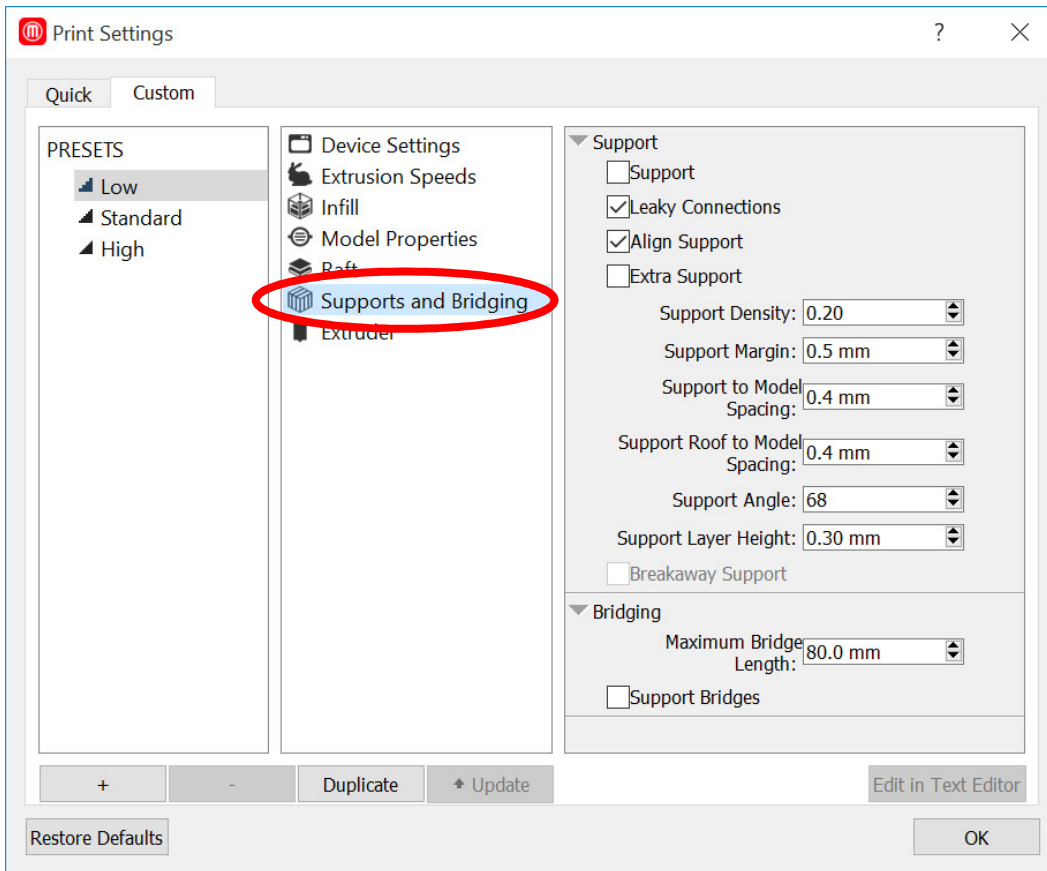 Print Settings
?
Quick Custom
PRESETS
Low
Standard
High
Device Settings
Extrusion Speeds
Infill
Model Properties
Raft
Supports and Bridging
Extruder
Support
Support
Leaky Connections
Align Support
Extra Support
Support Density: 0.20
Support Margin: 0.5 mm
Support to Model
Spacing: 0.4 mm
Support Roof to Model
Spacing: 0.4 mm
Support Angle: 68
Support Layer Height: 0.30 mm
Breakaway Support
Bridging
Maximum Bridge
Length: 80.0 mm
Support Bridges
+ - Duplicate Update Edit in Text Editor
Restore Defaults OK